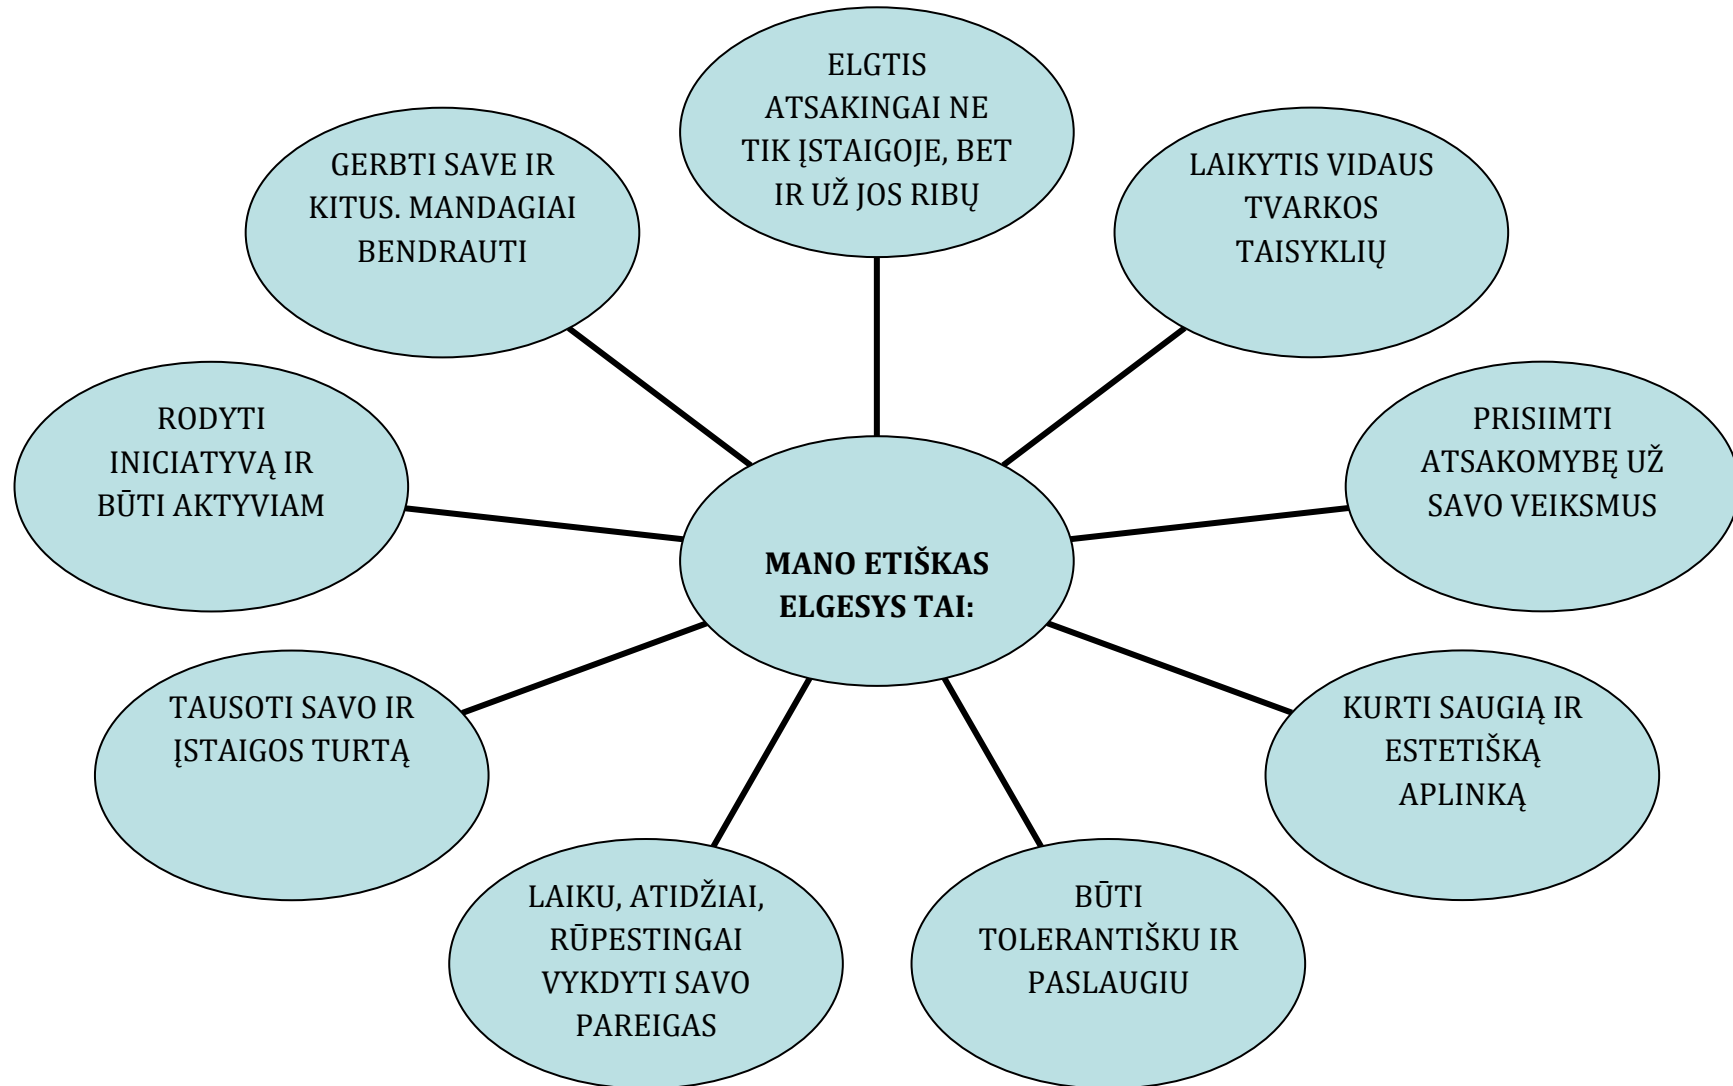 ELGTIS
ATSAKINGAI NE
TIK ĮSTAIGOJE, BET
IR UŽ JOS RIBŲ
GERBTI SAVE IR
KITUS. MANDAGIAI
BENDRAUTI
LAIKYTIS VIDAUS
TVARKOS
TAISYKLIŲ
RODYTI
INICIATYVĄ IR
BŪTI AKTYVIAM
PRISIIMTI
ATSAKOMYBĘ UŽ
SAVO VEIKSMUS
MANO ETIŠKAS
ELGESYS TAI:
TAUSOTI SAVO IR
ĮSTAIGOS TURTĄ
KURTI SAUGIĄ IR
ESTETIŠKĄ
APLINKĄ
LAIKU, ATIDŽIAI,
RŪPESTINGAI
VYKDYTI SAVO
PAREIGAS
BŪTI
TOLERANTIŠKU IR
PASLAUGIU